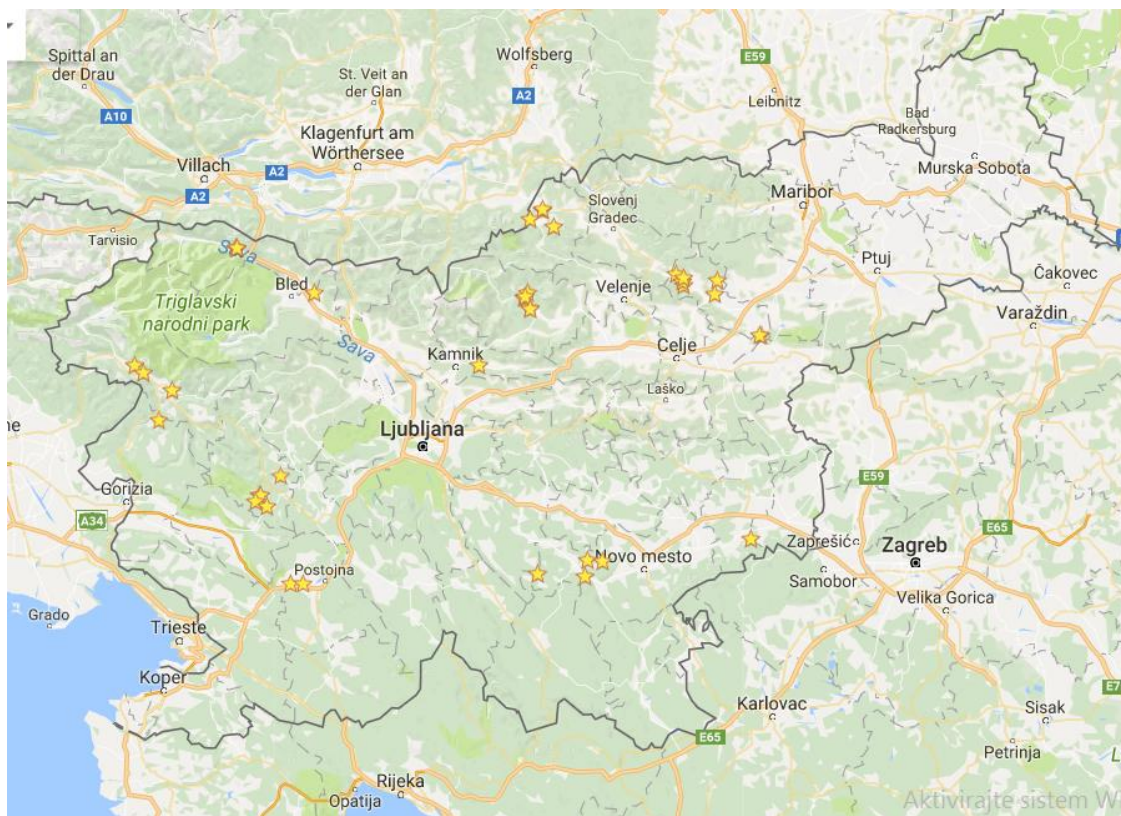 Spittal an
der Drau
Wolfsberg
E59
St. Veit an
der Glan
A2
Leibnitz
A10
Bad
Radkersburg
Klagenfurt am
Wörthersee
Villach
A2
A2
Murska Sobota
Maribor
Slovenj
Gradec
Tarvisio
Sava
Ptuj
Čakovec
Bled
Velenje
Triglavski
narodni park
Varaždin
Sava
Kamnik
Celje
Laško
ne
Ljubljana
Gorizia
E59
A34
E65
Zaprešić
Zagreb
Novo mesto
Postojna
Samobor
Velika Gorica
Grado
Trieste
Koper
E7
Karlovac
Sisak
E65
Petrinja
L
Rijeka
Opatija
Aktivirajte sistem W